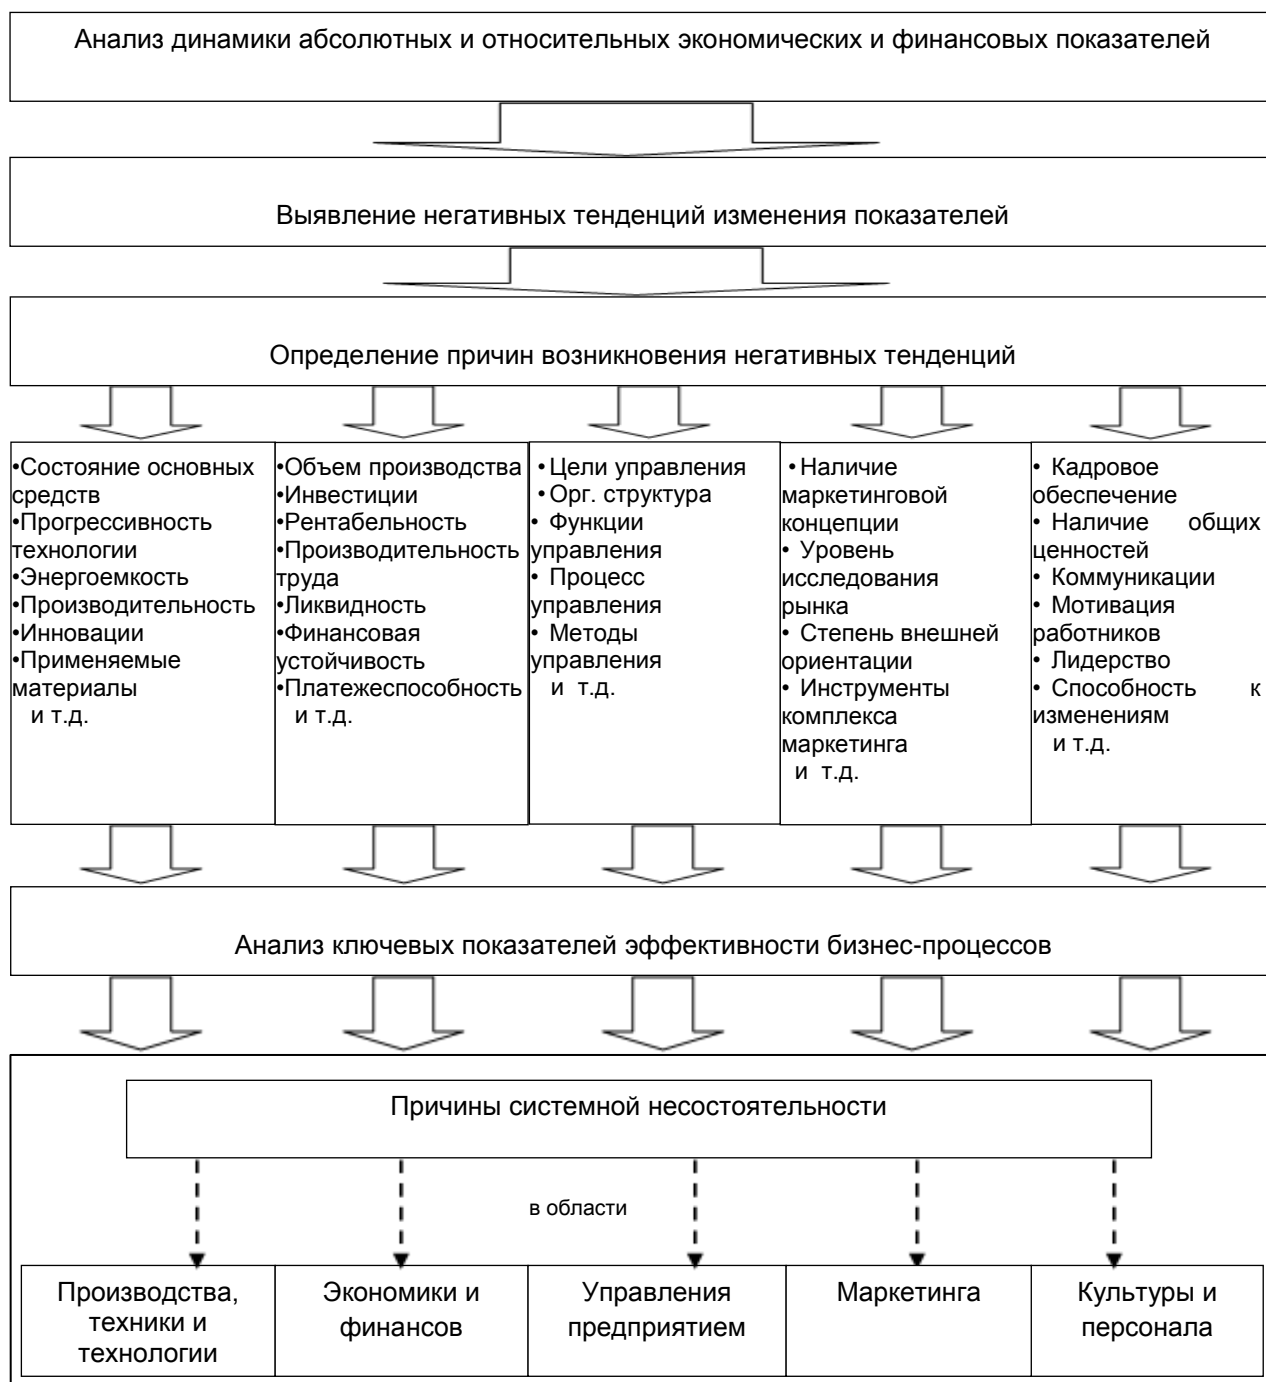 Анализ динамики абсолютных и относительных экономических и финансовых показателей
Выявление негативных тенденций изменения показателей
Определение причин возникновения негативных тенденций
•Состояние основных
средств
•Прогрессивность
технологии
•Энергоемкость
•Производительность
•Инновации
•Применяемые
материалы
и т.д.
•Объем производства
•Инвестиции
•Рентабельность
•Производительность
труда
•Ликвидность
•Финансовая
устойчивость
•Платежеспособность
и т.д.
• Цели управления
• Орг. структура
• Функции
управления
• Процесс
управления
• Методы
управления
и т.д.
• Наличие
маркетинговой
концепции
• Уровень
исследования
рынка
• Степень внешней
ориентации
• Инструменты
комплекса
маркетинга
и т.д.
• Кадровое
обеспечение
• Наличие общих
ценностей
• Коммуникации
• Мотивация
работников
• Лидерство
• Способность к
изменениям
и т.д.
Анализ ключевых показателей эффективности бизнес-процессов
Причины системной несостоятельности
в области
Производства,
техники и
технологии
Экономики и
финансов
Управления
предприятием
Маркетинга
Культуры и
персонала